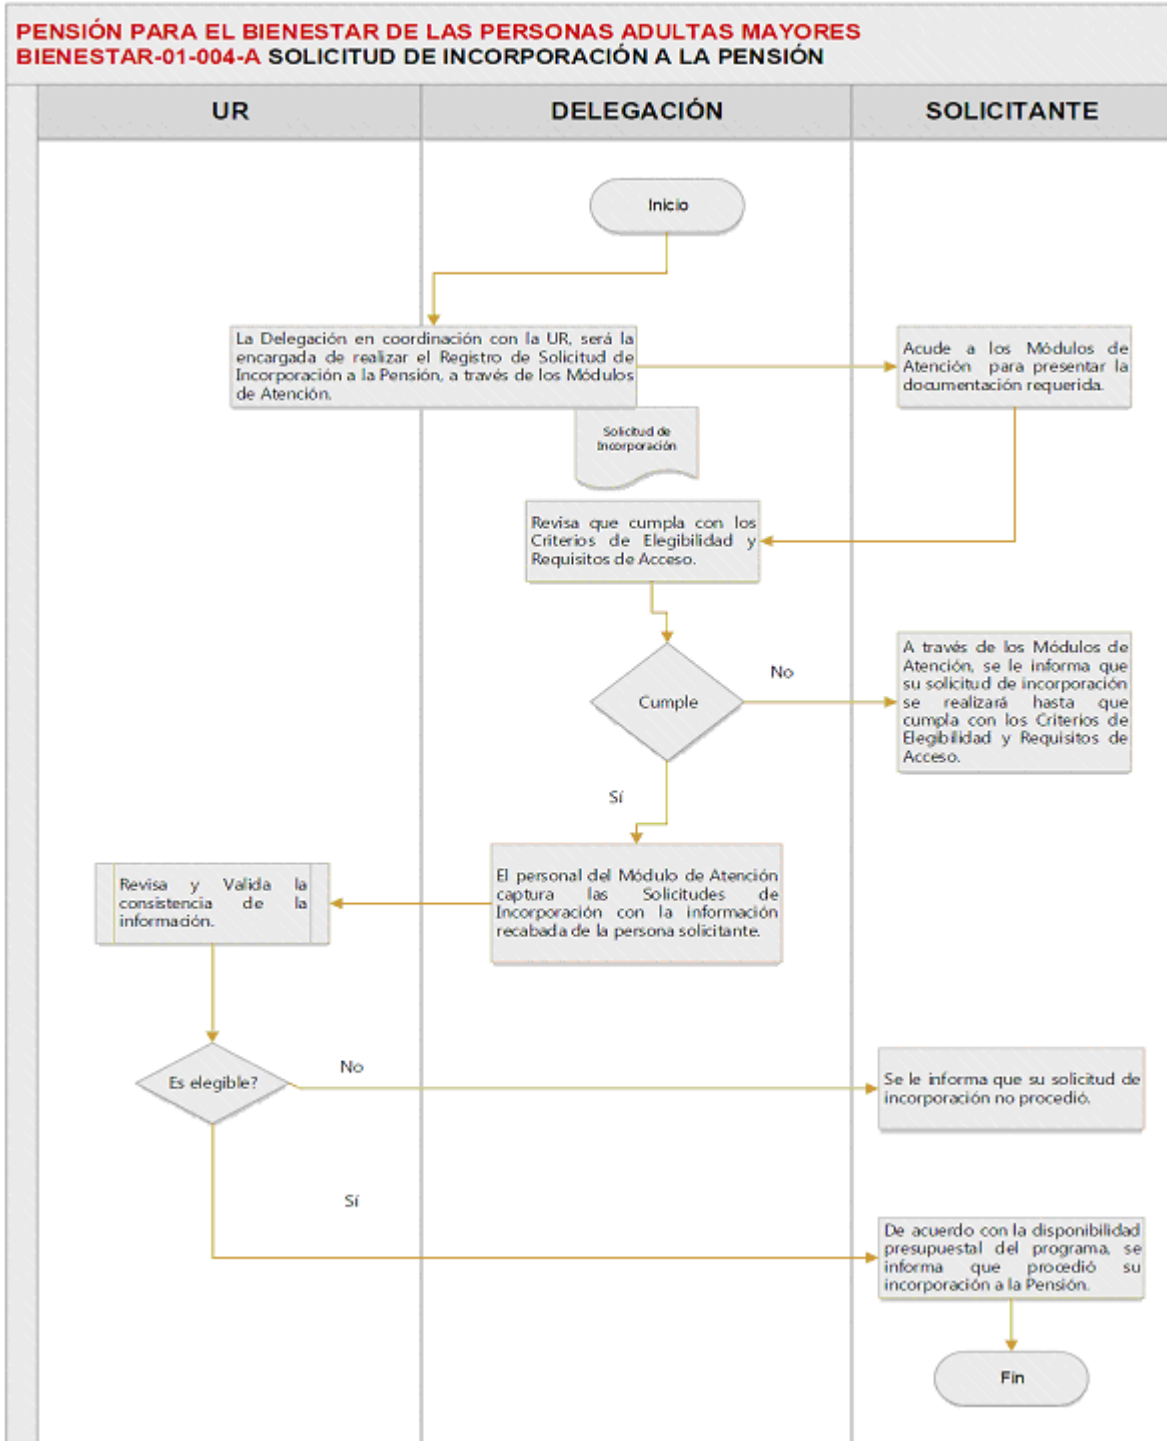 PENSIÓN PARA EL BIENESTAR DE LAS PERSONAS ADULTAS MAYORES
BIENESTAR-01-004-A SOLICITUD DE INCORPORACIÓN A LA PENSIÓN
UR
DELEGACIÓN
SOLICITANTE
Inicio
La Delegación en coordinación con la UR, será la
encargada de realizar el Registro de Solicitud de
Incorporación a la Pensión, a través de los Módulos
de Atención.
Acude a los Módulos de
Atención para presentar la
documentación requerida.
Solicitud de
Incorporación
Revisa que cumpla con los
Criterios de Elegibilidad y
Requisitos de Acceso.
Cumple
No
A través de los Módulos de
Atención, se le informa que
su solicitud de incorporación
se realizará hasta que
cumpla con los Criterios de
Elegibilidad y Requisitos de
Acceso.
Sí
El personal del Módulo de Atención
captura las Solicitudes de
Incorporación con la información
recabada de la persona solicitante.
Revisa y Valida la
consistencia de la
información.
Es elegible?
No
Se le informa que su solicitud de
incorporación no procedió.
Sí
De acuerdo con la disponibilidad
presupuestal del programa, se
informa que procedió su
incorporación a la Pensión.
Fin